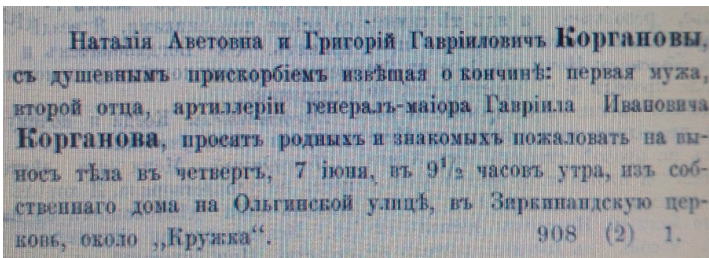 Наталія Аветовна и Григорій Гавріиловичъ Коргановы,
съ душевнымъ прискорбіемъ извѣщая о кончинѣ: первая мужа,
второй отца, артиллеріи генералъ-маіора Гавріила Ивановича
Корганова, просятъ родныхъ и знакомыхъ пожаловать на вы-
носъ тѣла въ четвергъ, 7 іюня, въ 9½ часовъ утра, изъ соб-
ственнаго дома на Ольгинской улицѣ, въ Зиркинандскую цер-
ковь, около „Кружка“. 908 (2) 1.